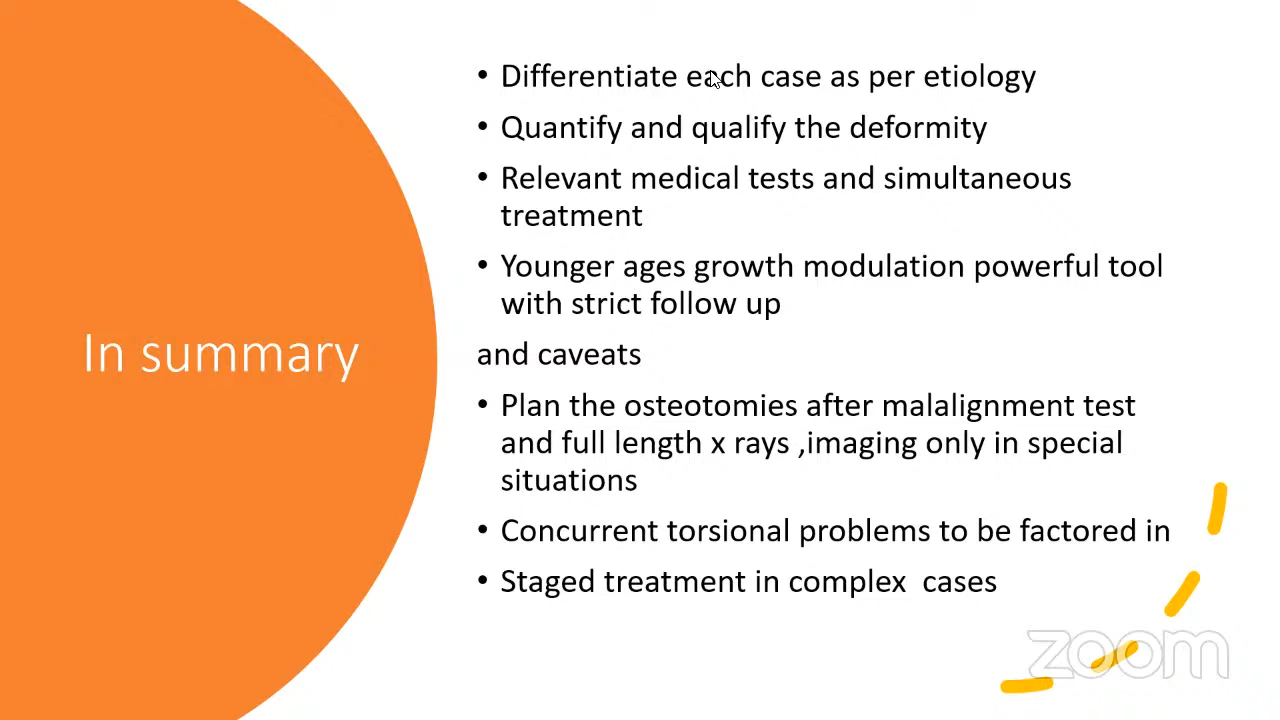 In summary
• Differentiate each case as per etiology
• Quantify and qualify the deformity
• Relevant medical tests and simultaneous
treatment
• Younger ages growth modulation powerful tool
with strict follow up
and caveats
• Plan the osteotomies after malalignment test
and full length x rays ,imaging only in special
situations
• Concurrent torsional problems to be factored in
• Staged treatment in complex  cases
zoom